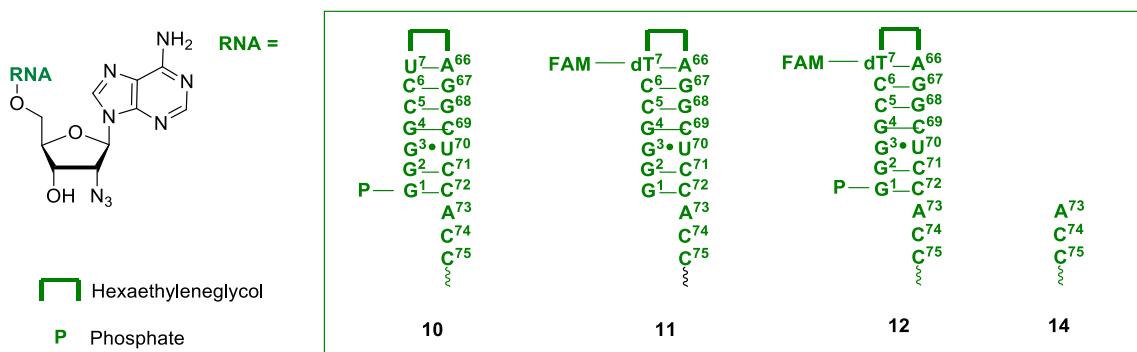 NH₂
RNA
O
N
N
N
N
O
OH
N₃
Hexaethyleneglycol
P Phosphate
RNA =
U⁷ A⁶⁶
C⁶ G⁶⁷
C⁵ G⁶⁸
G⁴ C⁶⁹
G³ • U⁷⁰
G² C⁷¹
P G¹ C⁷²
A⁷³
C⁷⁴
C⁷⁵
10
FAM dT⁷ A⁶⁶
C⁶ G⁶⁷
C⁵ G⁶⁸
G⁴ C⁶⁹
G³ • U⁷⁰
G² C⁷¹
G¹ C⁷²
A⁷³
C⁷⁴
C⁷⁵
11
FAM dT⁷ A⁶⁶
C⁶ G⁶⁷
C⁵ G⁶⁸
G⁴ C⁶⁹
G³ • U⁷⁰
G² C⁷¹
P G¹ C⁷²
A⁷³
C⁷⁴
C⁷⁵
12
A⁷³
C⁷⁴
C⁷⁵
14